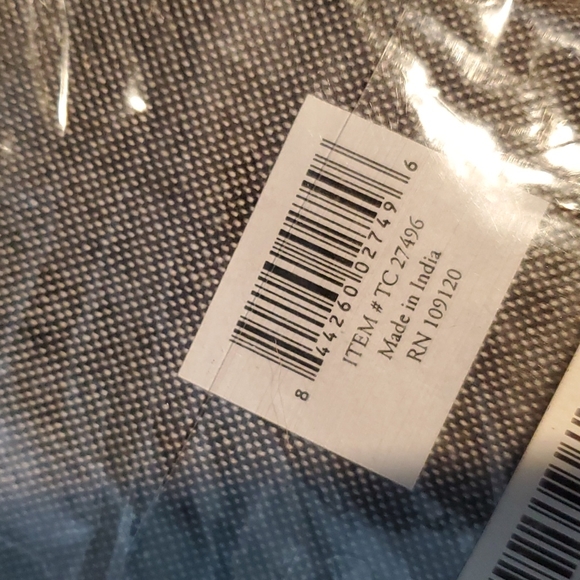 8 44260 02749 6
ITEM # TC 27496
Made in India
RN 109120